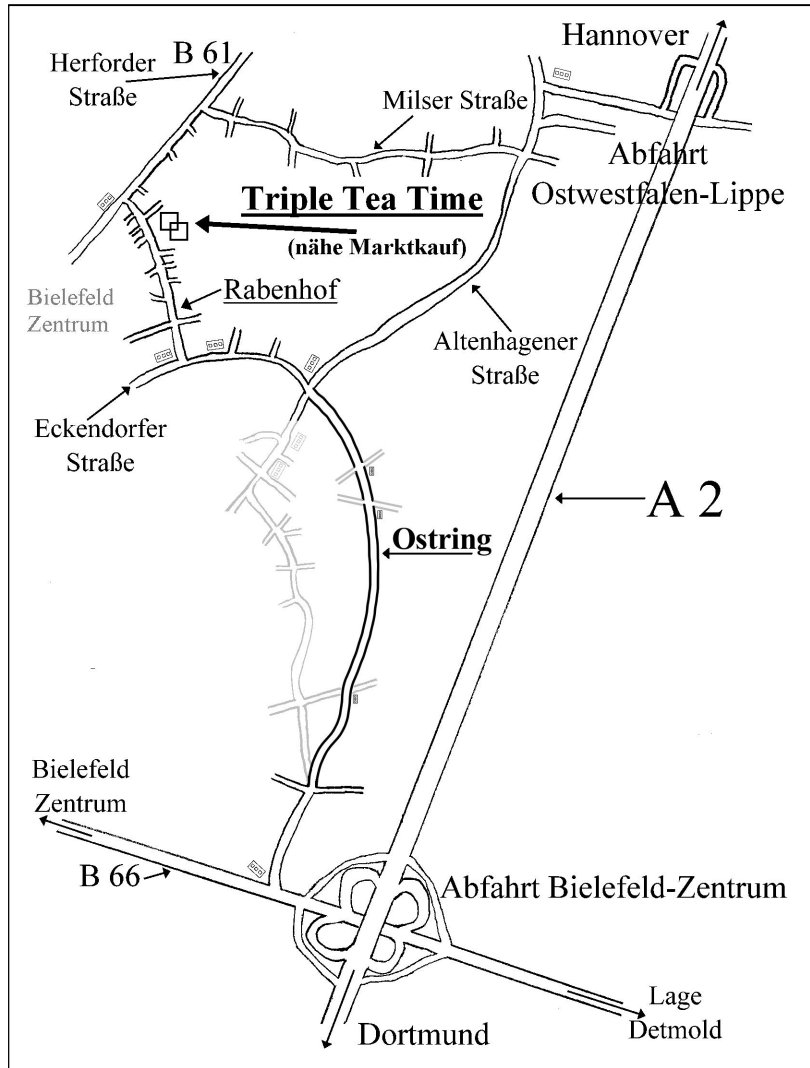 Hannover
B 61
Herforder
Straße
Milser Straße
Abfahrt
Ostwestfalen-Lippe
Triple Tea Time
(nähe Marktkauf)
Bielefeld
Zentrum
Rabenhof
Altenhagener
Straße
Eckendorfer
Straße
A 2
Ostring
Bielefeld
Zentrum
B 66
Abfahrt Bielefeld-Zentrum
Lage
Detmold
Dortmund